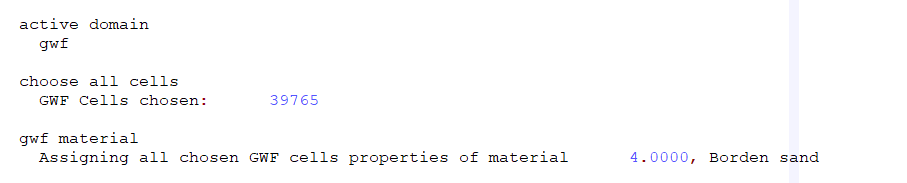 active domain
gwf
choose all cells
GWF Cells chosen: 39765
gwf material
Assigning all chosen GWF cells properties of material 4.0000, Borden sand